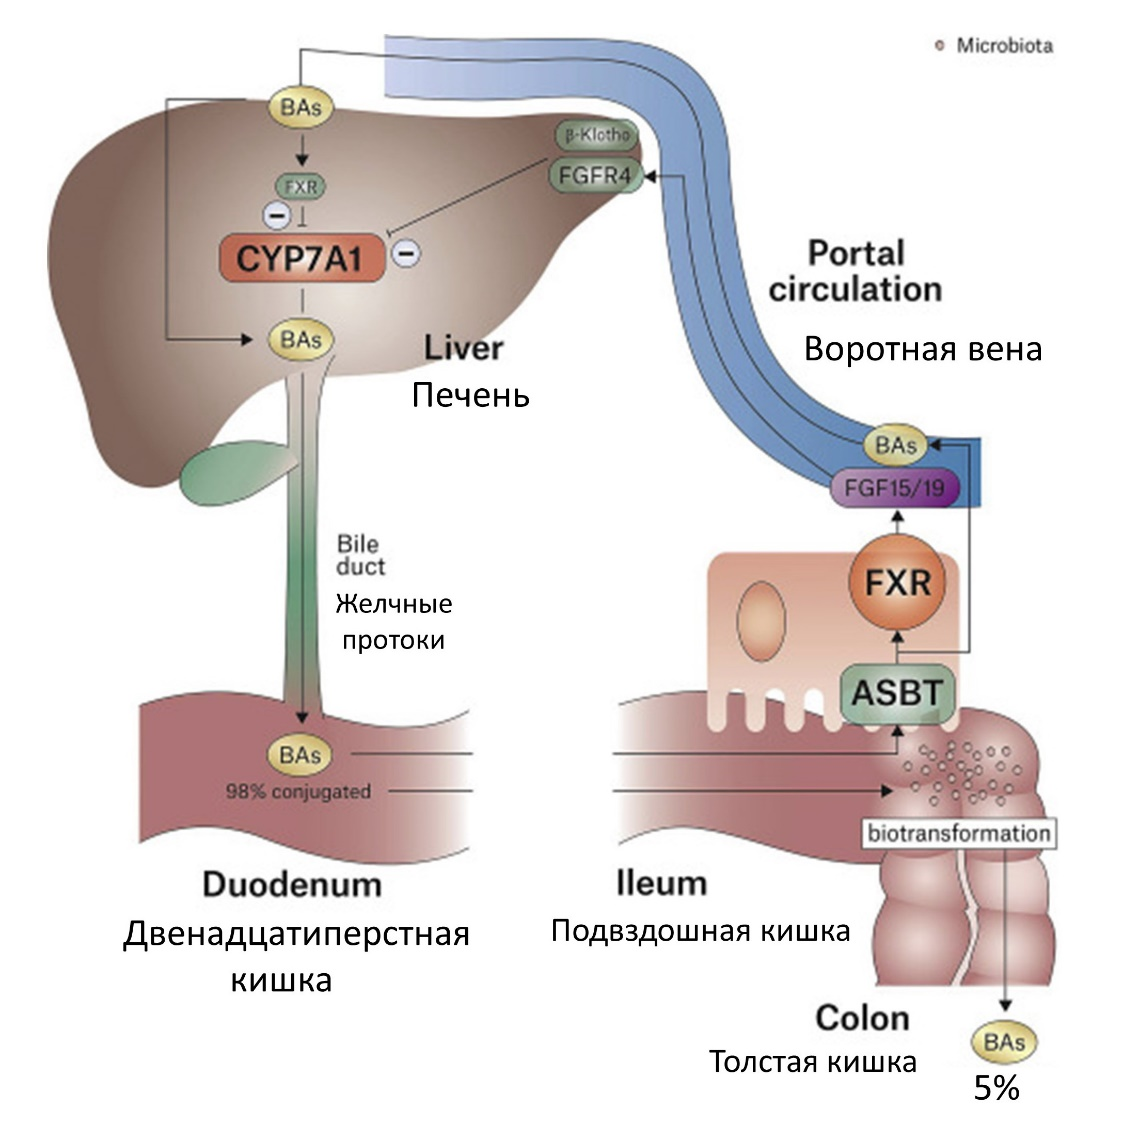 Microbiota
BAs
β-Klotho
FGFR4
FXR
−
CYP7A1
−
Portal
circulation
BAs
Liver
Воротная вена
Печень
BAs
FGF15/19
Bile
duct
FXR
Желчные
протоки
ASBT
BAs
98% conjugated
biotransformation
Duodenum
Ileum
Двенадцатиперстная
кишка
Подвздошная кишка
Colon
BAs
Толстая кишка
5%